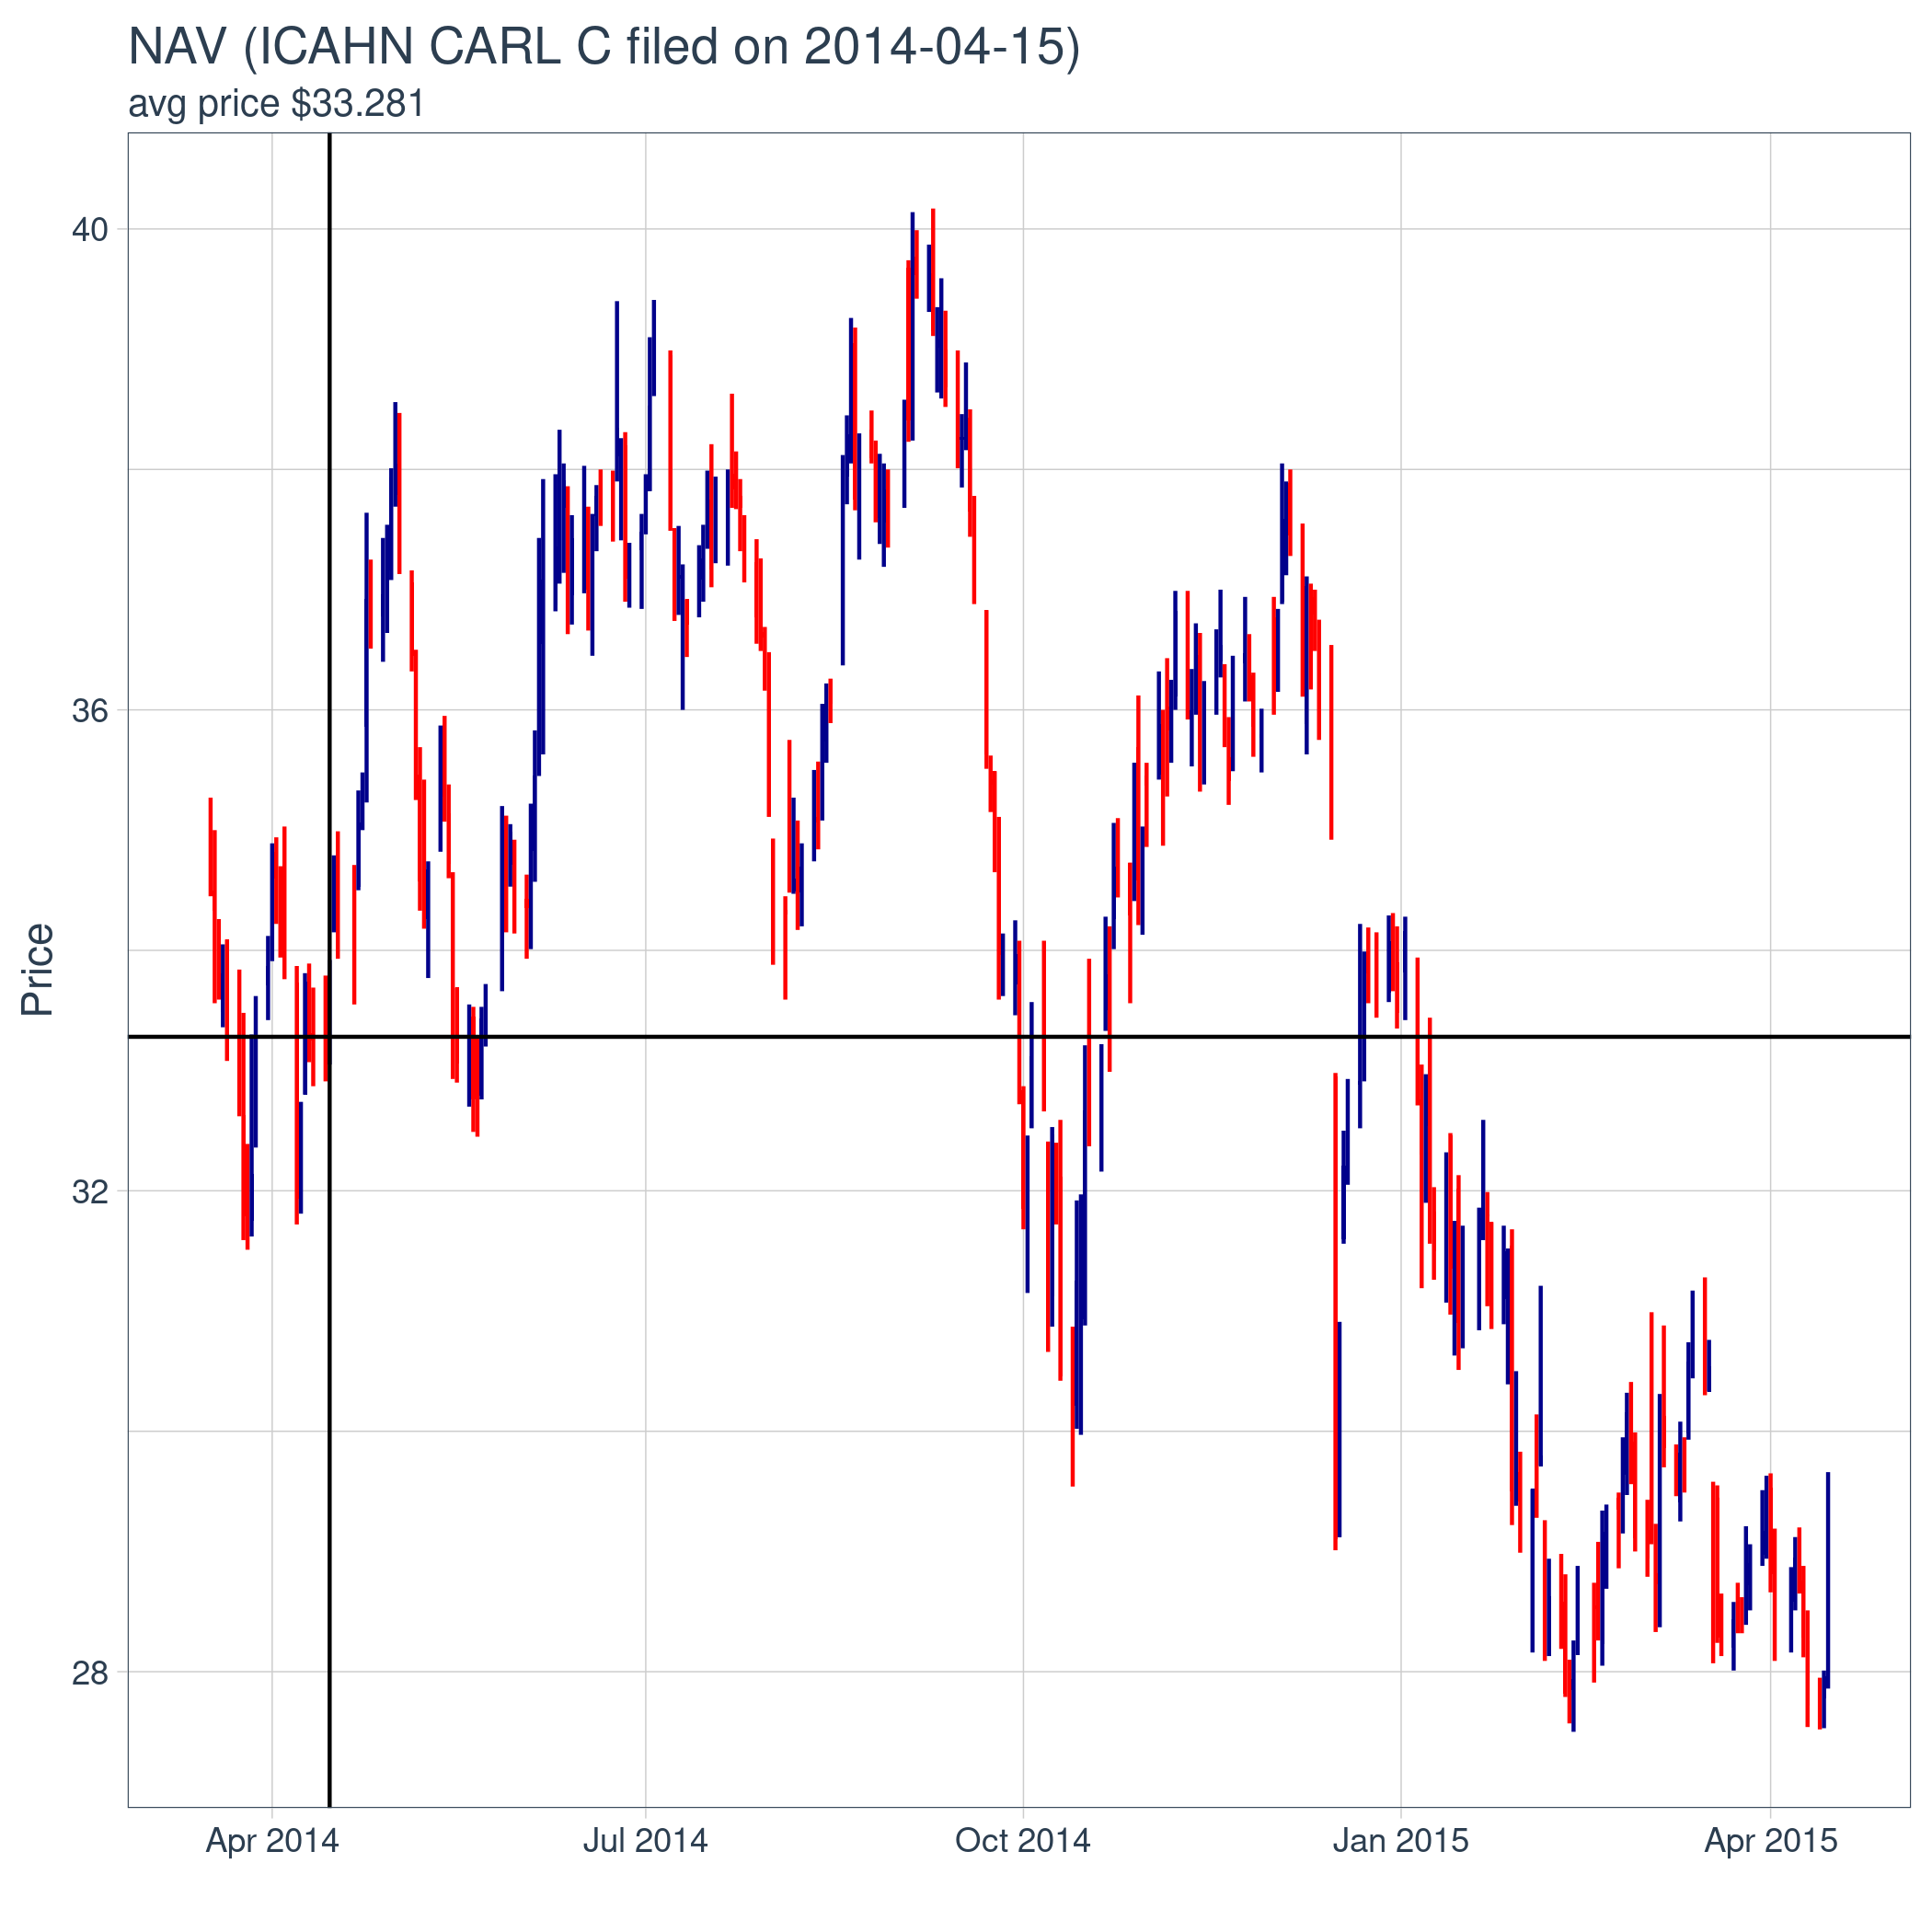 NAV (ICAHN CARL C filed on 2014-04-15)
avg price $33.281
40
36
32
28
Price
Apr 2014
Jul 2014
Oct 2014
Jan 2015
Apr 2015